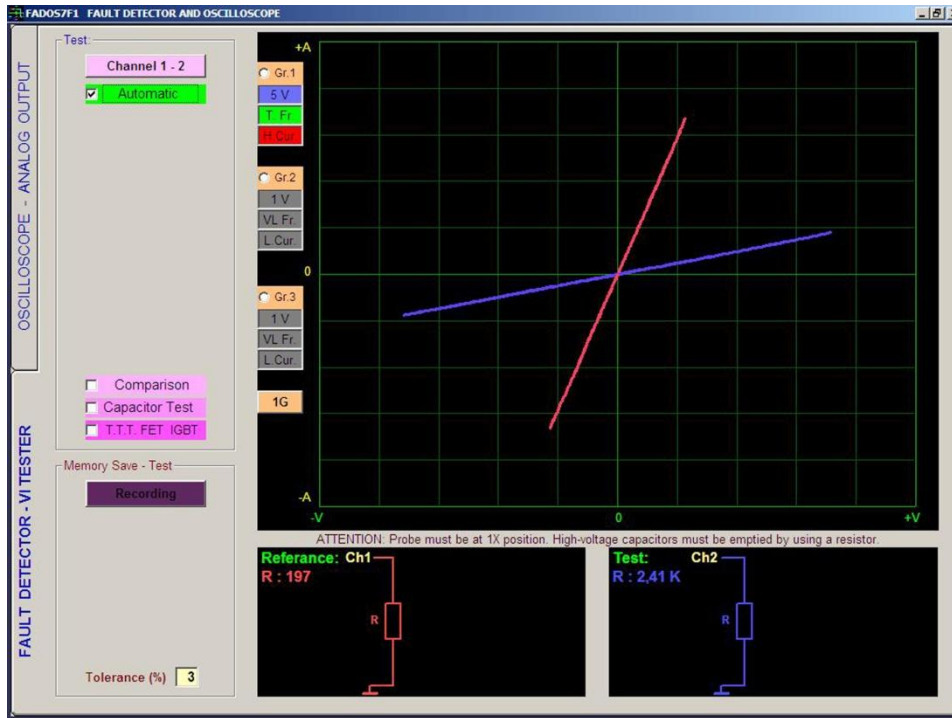 FADOS7F1 FAULT DETECTOR AND OSCILLOSCOPE
OSCILLOSCOPE - ANALOG OUTPUT
FAULT DETECTOR - VI TESTER
Test:
Channel 1 - 2
Automatic
Comparison
Capacitor Test
T.T.T. FET IGBT
Memory Save - Test
Recording
Tolerance (%) 3
Gr.1
5 V
T. Fr.
H.Cur.
Gr.2
1 V
VL Fr.
L.Cur.
Gr.3
1 V
VL Fr.
L.Cur.
1G
+A
0
-A
-V 0 +V
ATTENTION: Probe must be at 1X position. High-voltage capacitors must be emptied by using a resistor.
Referance: Ch1
R : 197
R
Test: Ch2
R : 2,41 K
R